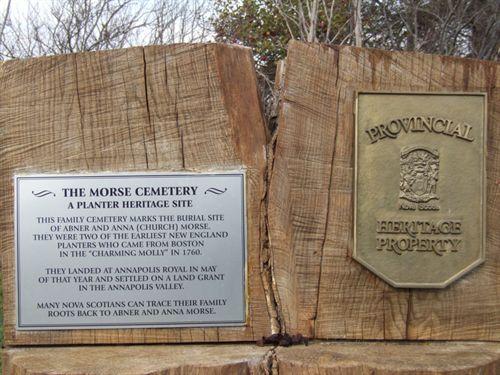 THE MORSE CEMETERY
A PLANTER HERITAGE SITE
THIS FAMILY CEMETERY MARKS THE BURIAL SITE
OF ABNER AND ANNA (CHURCH) MORSE.
THEY WERE TWO OF THE EARLIEST NEW ENGLAND
PLANTERS WHO CAME FROM BOSTON
IN THE "CHARMING MOLLY" IN 1760.
THEY LANDED AT ANNAPOLIS ROYAL IN MAY
OF THAT YEAR AND SETTLED ON A LAND GRANT
IN THE ANNAPOLIS VALLEY.
MANY NOVA SCOTIANS CAN TRACE THEIR FAMILY
ROOTS BACK TO ABNER AND ANNA MORSE.
PROVINCIAL
Nova Scotia
HERITAGE
PROPERTY